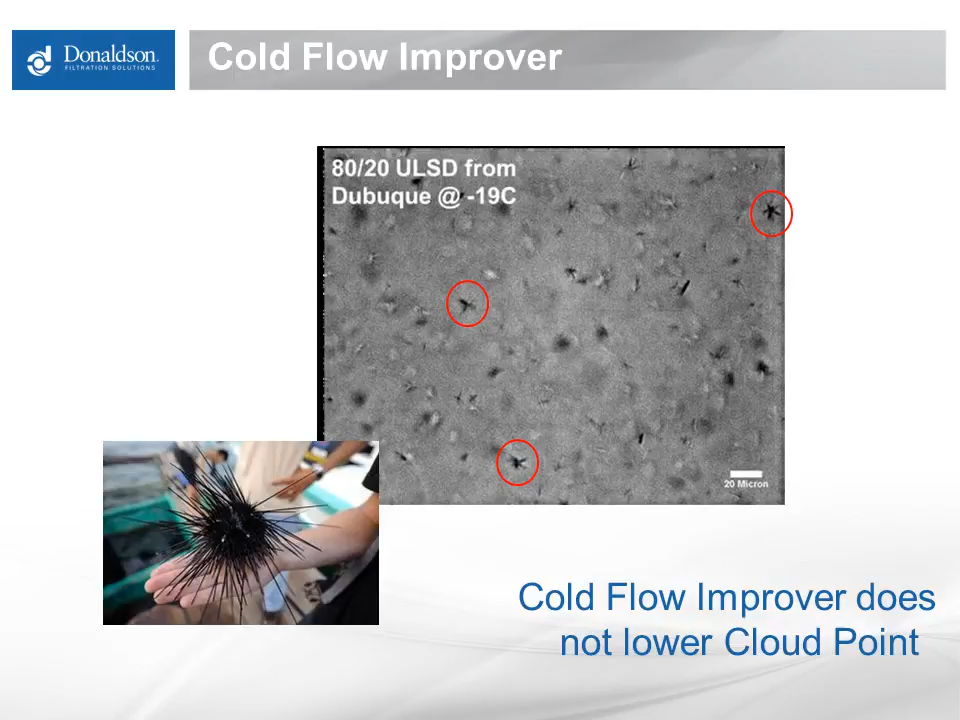 Donaldson.
FILTRATION SOLUTIONS
Cold Flow Improver
80/20 ULSD from
Dubuque @ -19C
20 Micron
Cold Flow Improver does
not lower Cloud Point